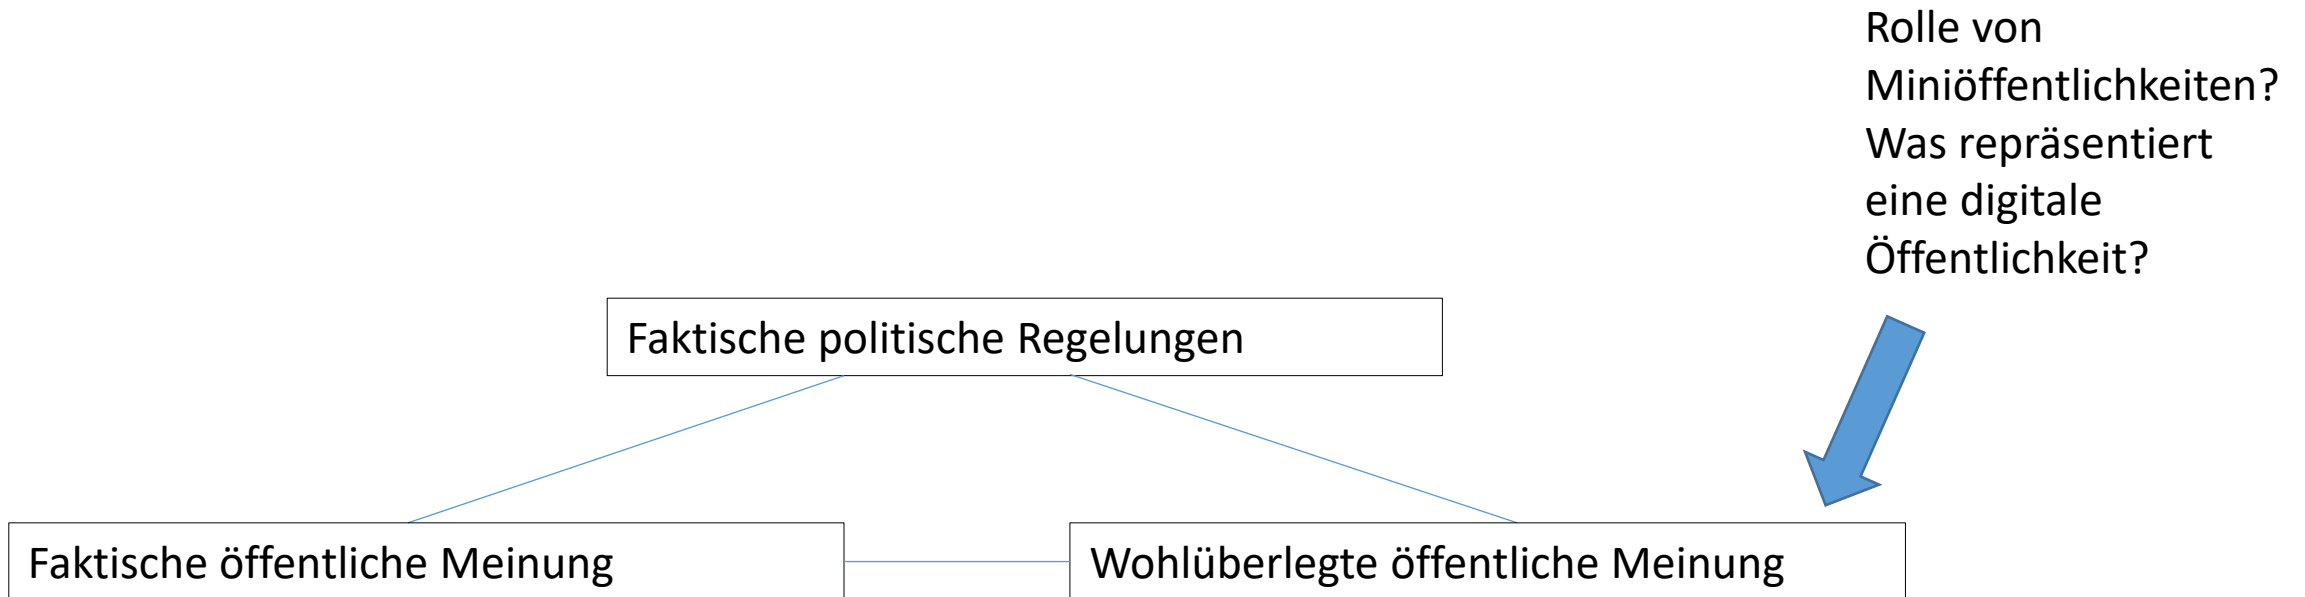 Rolle von
Miniöffentlichkeiten?
Was repräsentiert
eine digitale
Öffentlichkeit?
Faktische politische Regelungen
Faktische öffentliche Meinung
Wohlüberlegte öffentliche Meinung